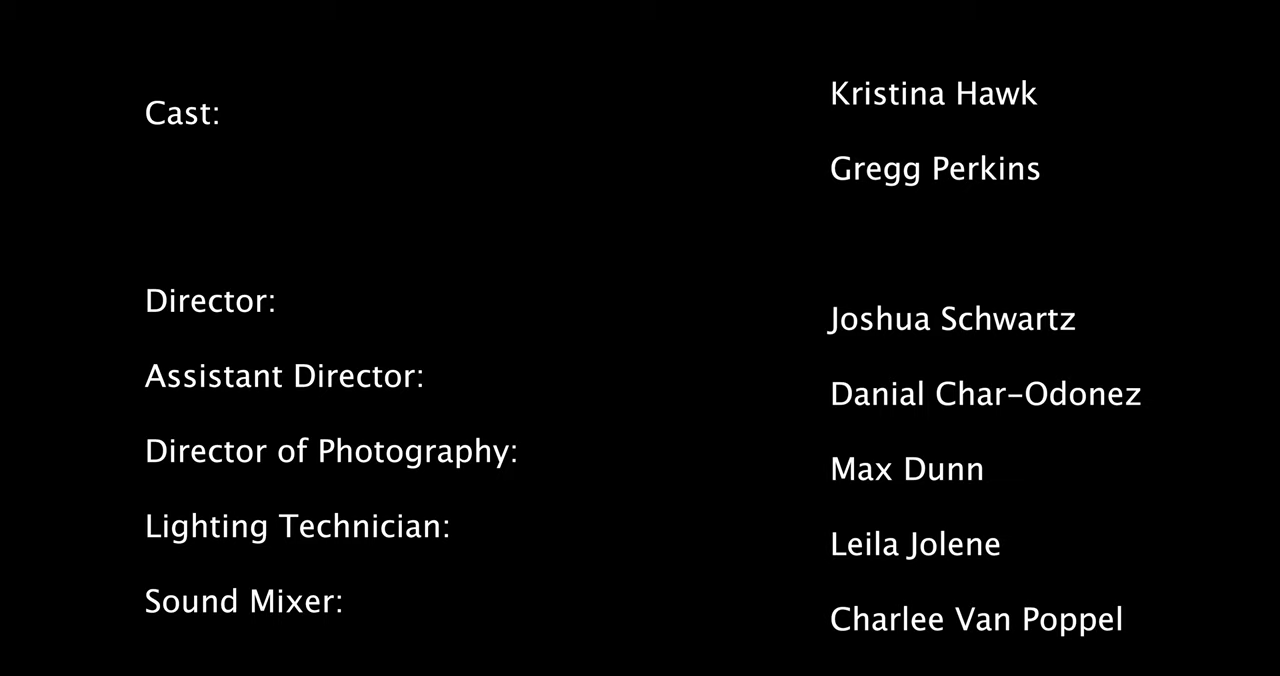 Cast:
Kristina Hawk
Gregg Perkins
Director:
Joshua Schwartz
Assistant Director:
Danial Char-Odonez
Director of Photography:
Max Dunn
Lighting Technician:
Leila Jolene
Sound Mixer:
Charlee Van Poppel